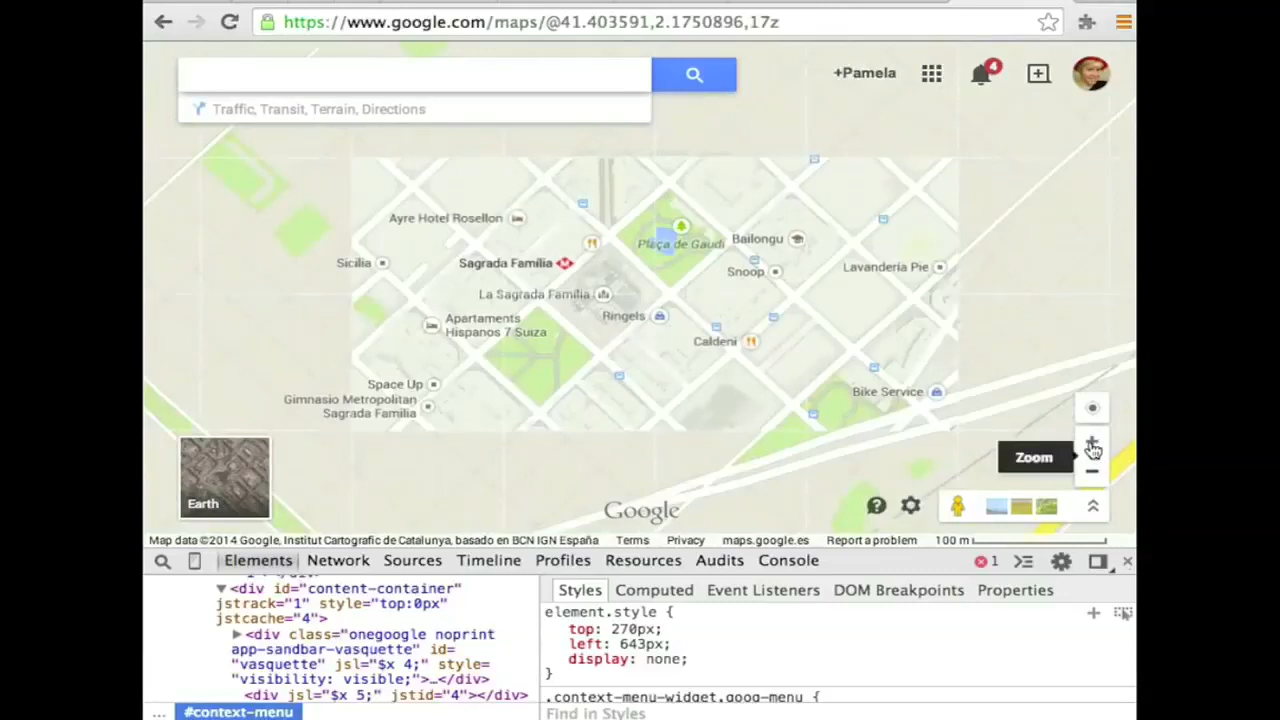 https://www.google.com/maps/@41.403591,2.1750896,17z
+Pamela
4
Traffic, Transit, Terrain, Directions
Ayre Hotel Rosellon
Plaça de Gaudí
Bailongu
Sicilia
Sagrada Família
Snoop
Lavandería Pie
La Sagrada Família
Ringels
Apartaments
Hispanos 7 Suiza
Caldeni
Space Up
Bike Service
Gimnasio Metropolitan
Sagrada Família
Zoom
Earth
Google
Map data ©2014 Google, Institut Cartogràfic de Catalunya, basado en BCN IGN España Terms Privacy maps.google.es Report a problem 100 m
Elements Network Sources Timeline Profiles Resources Audits Console
1
▼<div id="content-container"
jstrack="1" style="top:0px"
jstcache="4">
▶<div class="onegoogle noprint
app-sandbar-vasquette" id=
"vasquette" jsl="$x 4;" style=
"visibility: visible;">…</div>
<div jsl="$x 5;" jstid="4"></div>
... #context-menu
Styles Computed Event Listeners DOM Breakpoints Properties
element.style {
top: 270px;
left: 643px;
display: none;
}
.context-menu-widget.goog-menu {
Find in Styles